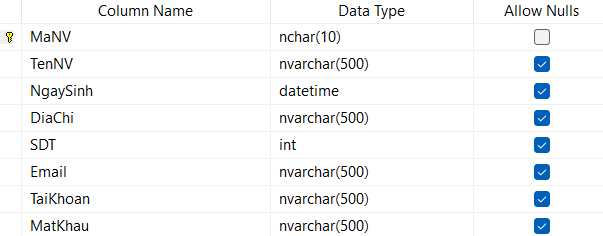 Column Name Data Type Allow Nulls
MaNV nchar(10)
TenNV nvarchar(500)
NgaySinh datetime
DiaChi nvarchar(500)
SDT int
Email nvarchar(500)
TaiKhoan nvarchar(500)
MatKhau nvarchar(500)